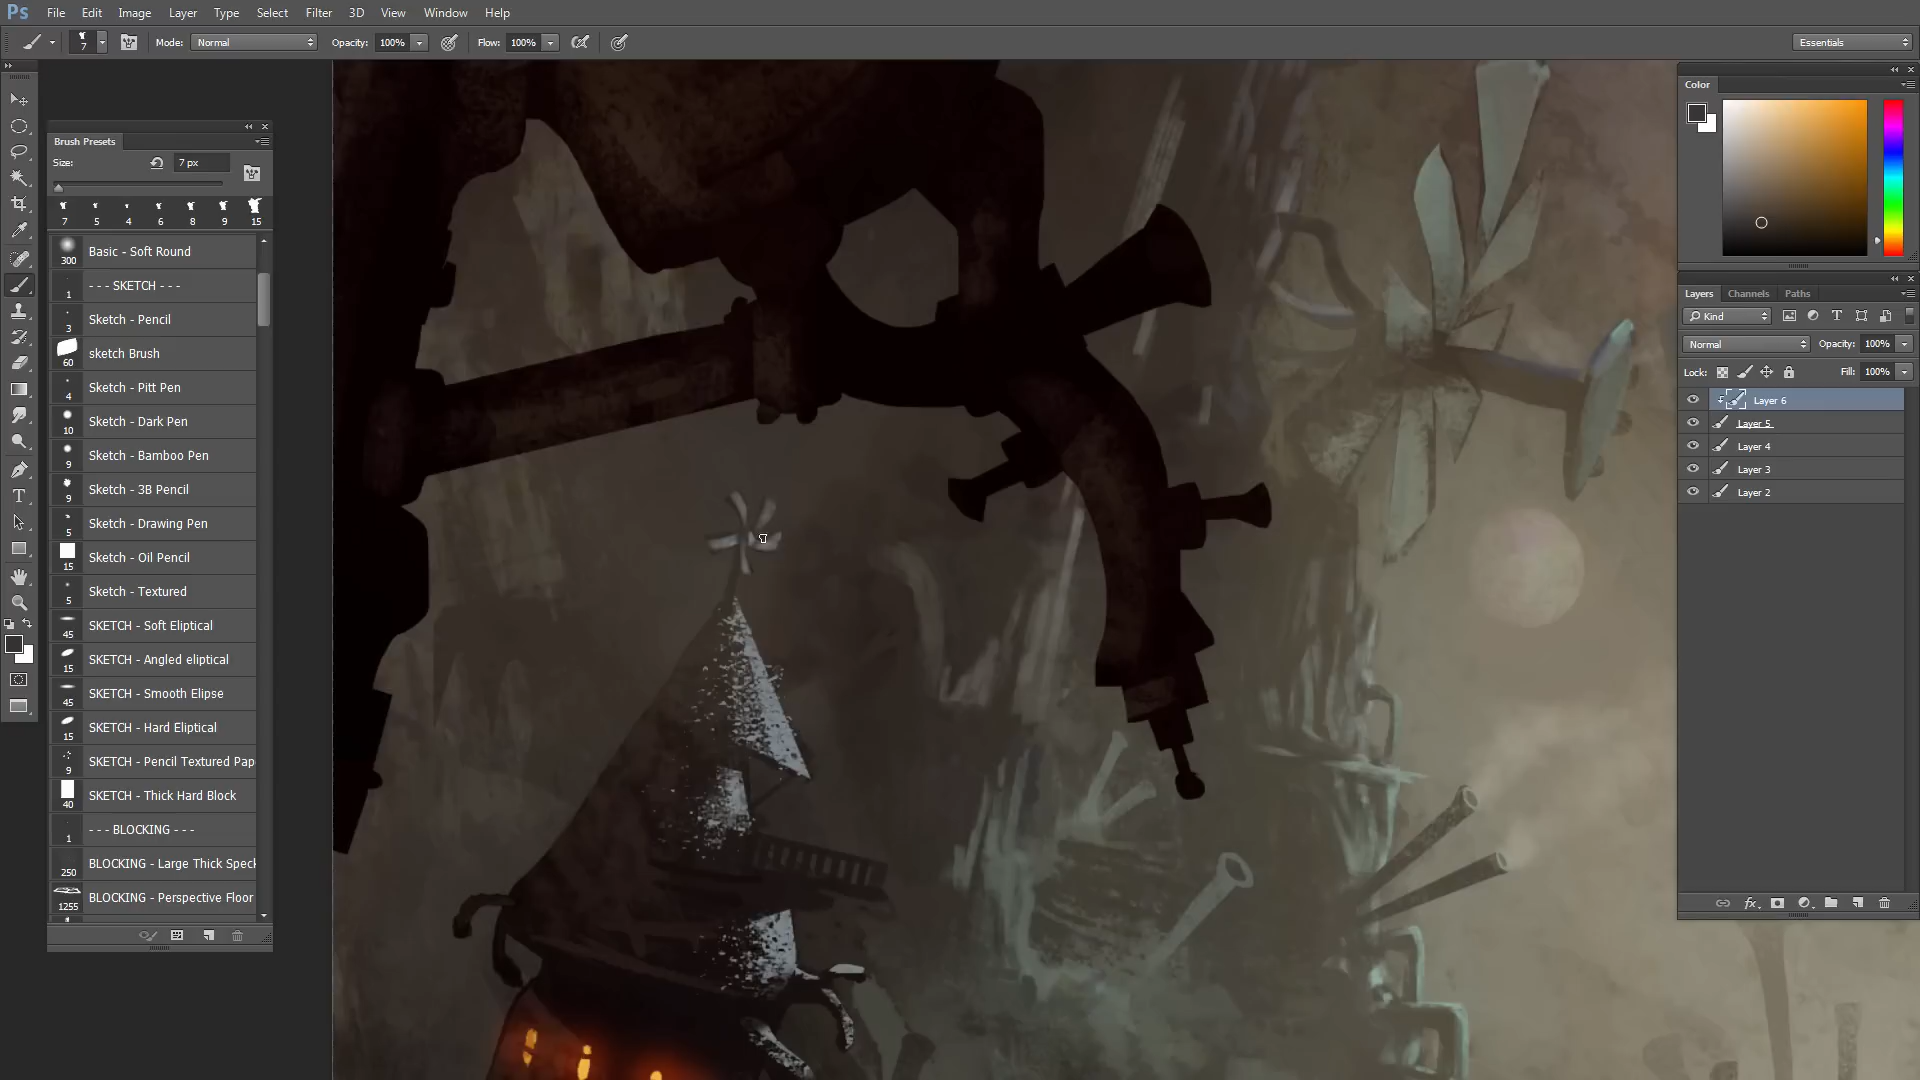 Ps File Edit Image Layer Type Select Filter 3D View Window Help
7 Mode: Normal Opacity: 100% Flow: 100% Essentials
Brush Presets
Size: 7 px
7 5 4 6 8 9 15
300 Basic - Soft Round
1 - - - SKETCH - - -
3 Sketch - Pencil
60 sketch Brush
4 Sketch - Pitt Pen
10 Sketch - Dark Pen
9 Sketch - Bamboo Pen
9 Sketch - 3B Pencil
5 Sketch - Drawing Pen
15 Sketch - Oil Pencil
5 Sketch - Textured
45 SKETCH - Soft Eliptical
15 SKETCH - Angled eliptical
45 SKETCH - Smooth Elipse
15 SKETCH - Hard Eliptical
9 SKETCH - Pencil Textured Pap
40 SKETCH - Thick Hard Block
1 - - - BLOCKING - - -
250 BLOCKING - Large Thick Speck
1255 BLOCKING - Perspective Floor
Color
Layers Channels Paths
Kind
Normal Opacity: 100%
Lock: Fill: 100%
Layer 6
Layer 5
Layer 4
Layer 3
Layer 2